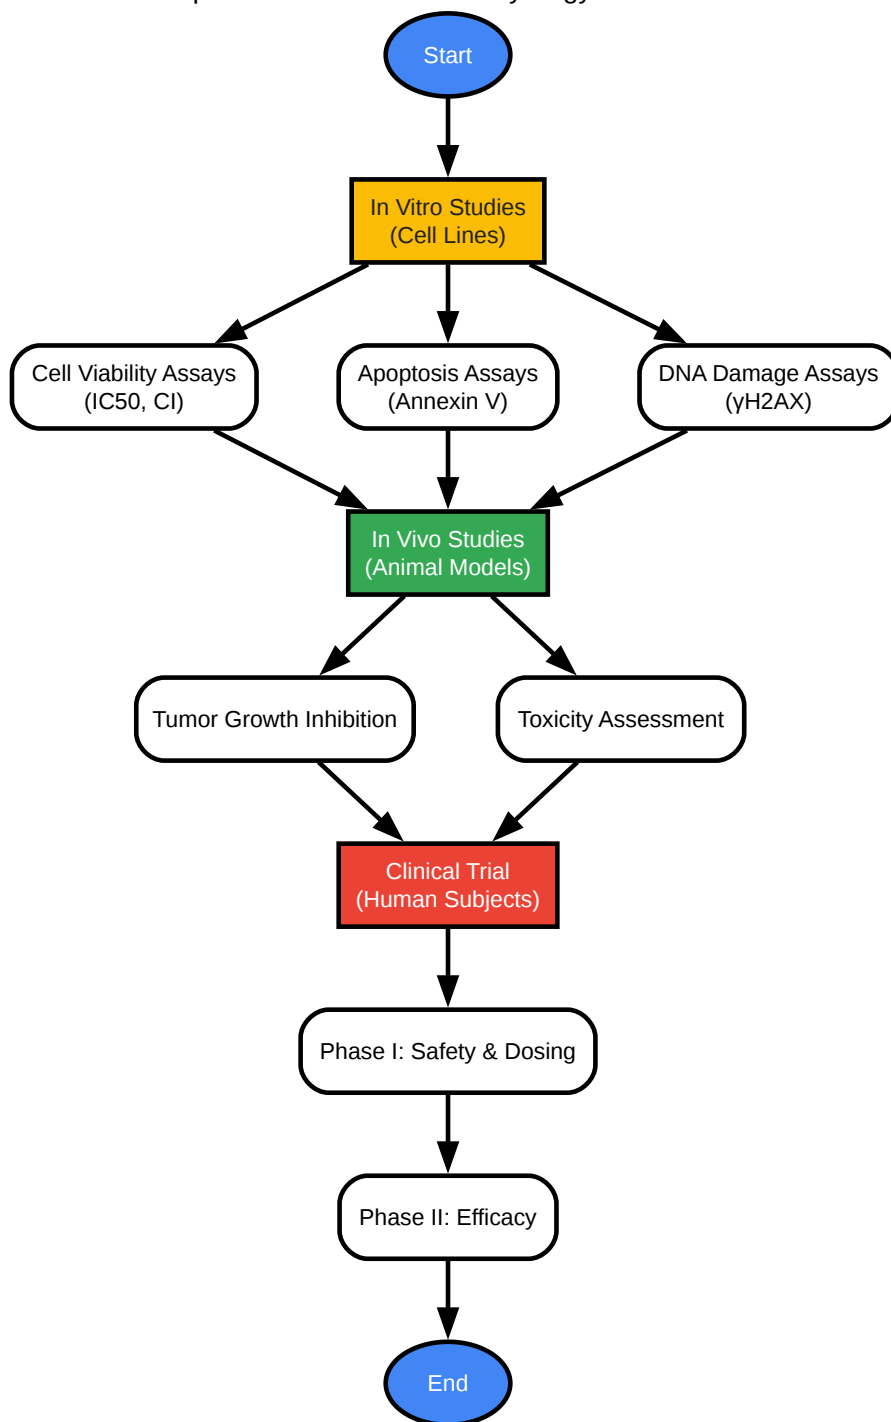 Start
In Vitro Studies
(Cell Lines)
Cell Viability Assays
(IC50, CI)
Apoptosis Assays
(Annexin V)
DNA Damage Assays
(γH2AX)
In Vivo Studies
(Animal Models)
Tumor Growth Inhibition
Toxicity Assessment
Clinical Trial
(Human Subjects)
Phase I: Safety & Dosing
Phase II: Efficacy
End